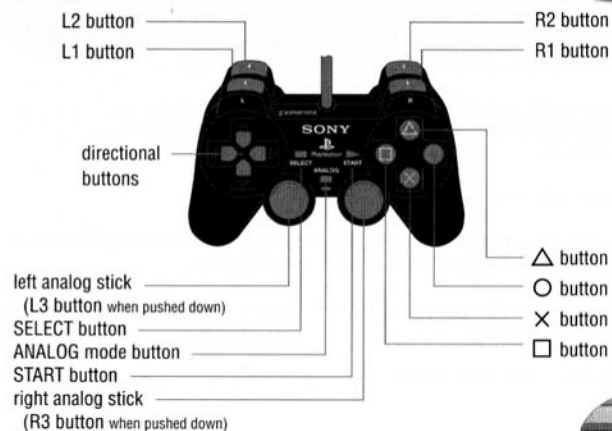 L2 button
R2 button
L1 button
R1 button
L
R
SONY
SELECT
START
ANALOG
directional
buttons
△ button
○ button
× button
□ button
left analog stick
(L3 button when pushed down)
SELECT button
ANALOG mode button
START button
right analog stick
(R3 button when pushed down)